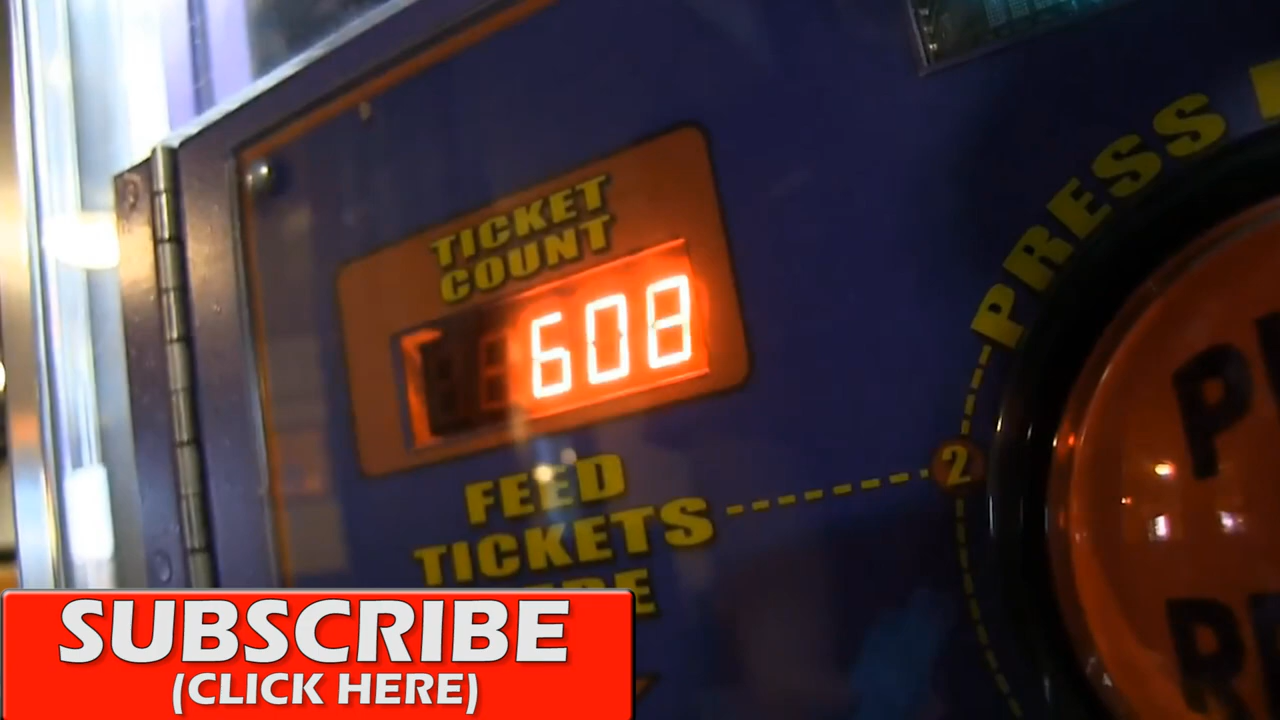 TICKET
COUNT
608
FEED
TICKETS
PRESS
2
SUBSCRIBE
(CLICK HERE)